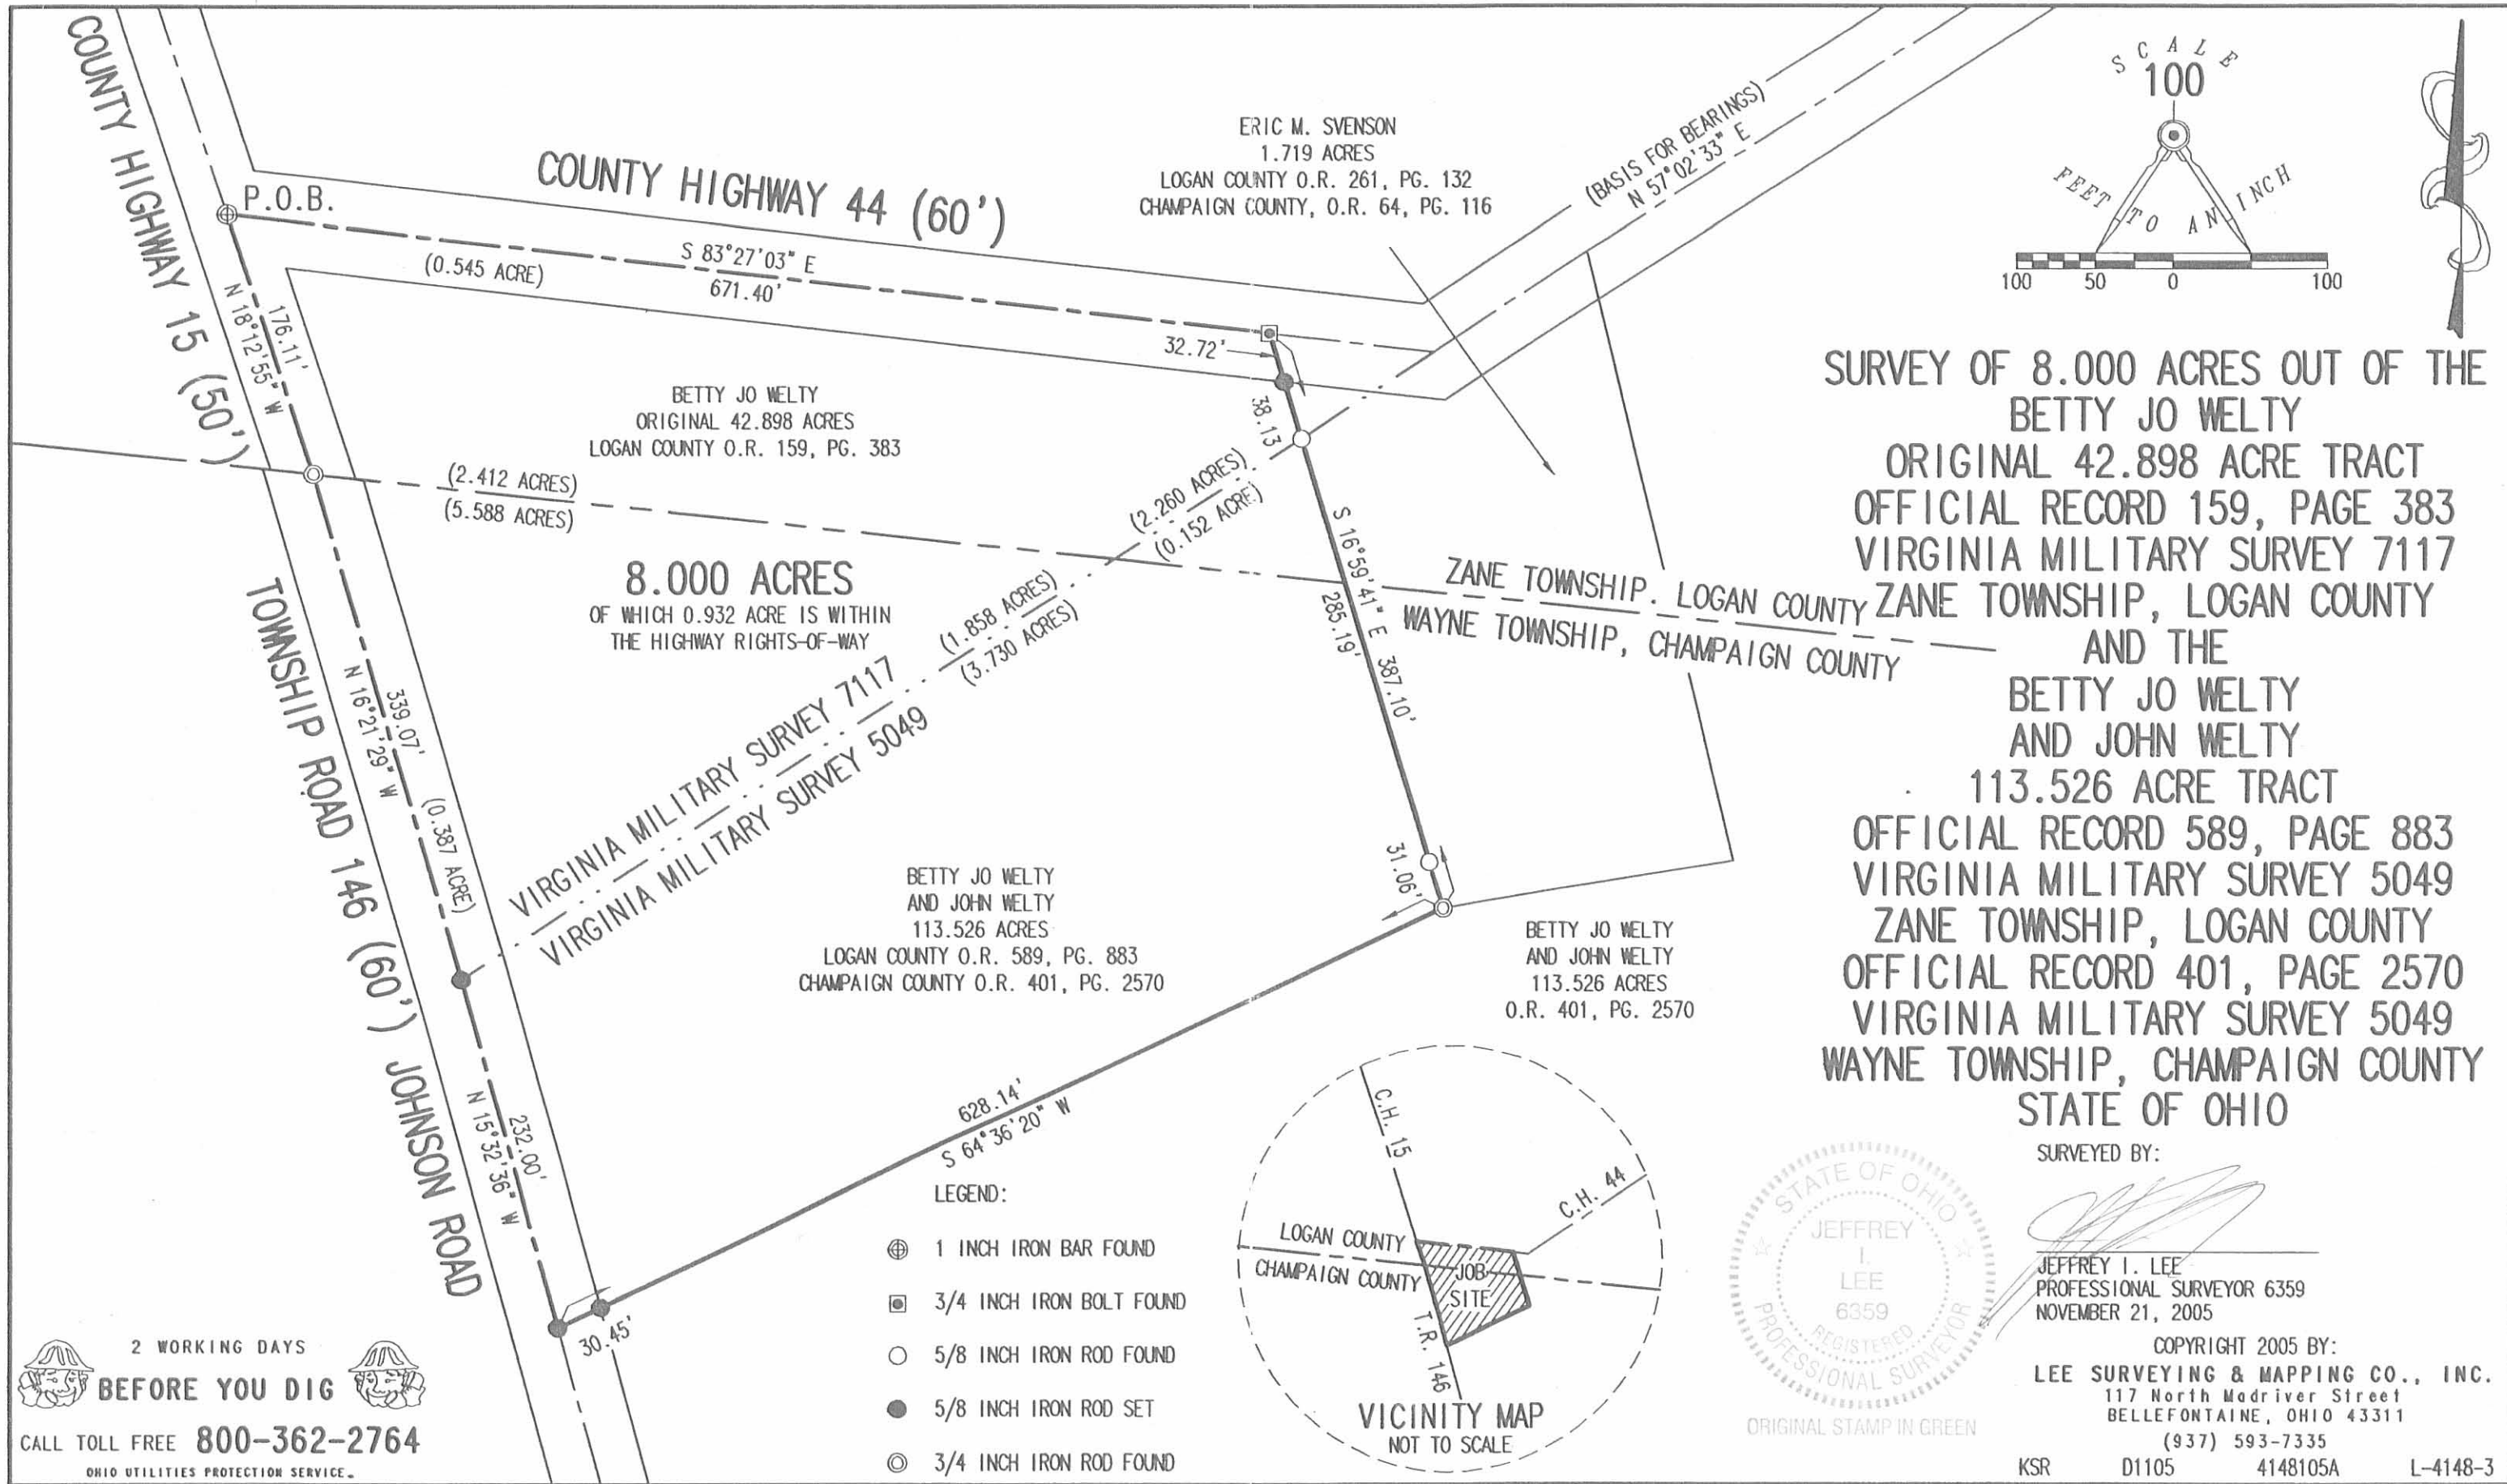 COUNTY HIGHWAY 15 (50')
P.O.B.
COUNTY HIGHWAY 44 (60')
S 83°27'03" E
671.40'
(0.545 ACRE)
ERIC M. SVENSON
1.719 ACRES
LOGAN COUNTY O.R. 261, PG. 132
CHAMPAIGN COUNTY, O.R. 64, PG. 116
(BASIS FOR BEARINGS)
N 57°02'33" E
SCALE
100
FEET TO AN INCH
100 50 0 100
176.11'
N 18°12'55" W
32.72'
38.13
BETTY JO WELTY
ORIGINAL 42.898 ACRES
LOGAN COUNTY O.R. 159, PG. 383
(2.412 ACRES)
(5.588 ACRES)
(2.260 ACRES)
(0.152 ACRE)
8.000 ACRES
OF WHICH 0.932 ACRE IS WITHIN
THE HIGHWAY RIGHTS-OF-WAY
(1.858 ACRES)
(3.730 ACRES)
S 16°59'41" E 387.10'
285.19'
ZANE TOWNSHIP. LOGAN COUNTY
WAYNE TOWNSHIP, CHAMPAIGN COUNTY
TOWNSHIP ROAD 146 (60') JOHNSON ROAD
339.07'
N 16°21'29" W
(0.387 ACRE)
VIRGINIA MILITARY SURVEY 7117
VIRGINIA MILITARY SURVEY 5049
31.06'
BETTY JO WELTY
AND JOHN WELTY
113.526 ACRES
LOGAN COUNTY O.R. 589, PG. 883
CHAMPAIGN COUNTY O.R. 401, PG. 2570
BETTY JO WELTY
AND JOHN WELTY
113.526 ACRES
O.R. 401, PG. 2570
232.00'
N 15°32'36" W
628.14'
S 64°36'20" W
30.45'
SURVEY OF 8.000 ACRES OUT OF THE
BETTY JO WELTY
ORIGINAL 42.898 ACRE TRACT
OFFICIAL RECORD 159, PAGE 383
VIRGINIA MILITARY SURVEY 7117
ZANE TOWNSHIP, LOGAN COUNTY
AND THE
BETTY JO WELTY
AND JOHN WELTY
113.526 ACRE TRACT
OFFICIAL RECORD 589, PAGE 883
VIRGINIA MILITARY SURVEY 5049
ZANE TOWNSHIP, LOGAN COUNTY
OFFICIAL RECORD 401, PAGE 2570
VIRGINIA MILITARY SURVEY 5049
WAYNE TOWNSHIP, CHAMPAIGN COUNTY
STATE OF OHIO
LEGEND:
1 INCH IRON BAR FOUND
3/4 INCH IRON BOLT FOUND
5/8 INCH IRON ROD FOUND
5/8 INCH IRON ROD SET
3/4 INCH IRON ROD FOUND
C.H. 15
C.H. 44
LOGAN COUNTY
CHAMPAIGN COUNTY
JOB
SITE
T.R. 146
VICINITY MAP
NOT TO SCALE
STATE OF OHIO
JEFFREY
I.
LEE
6359
REGISTERED
PROFESSIONAL SURVEYOR
ORIGINAL STAMP IN GREEN
SURVEYED BY:
JEFFREY I. LEE
PROFESSIONAL SURVEYOR 6359
NOVEMBER 21, 2005
COPYRIGHT 2005 BY:
LEE SURVEYING & MAPPING CO., INC.
117 North Madriver Street
BELLEFONTAINE, OHIO 43311
(937) 593-7335
KSR D1105 4148105A L-4148-3
2 WORKING DAYS
BEFORE YOU DIG
CALL TOLL FREE 800-362-2764
OHIO UTILITIES PROTECTION SERVICE.